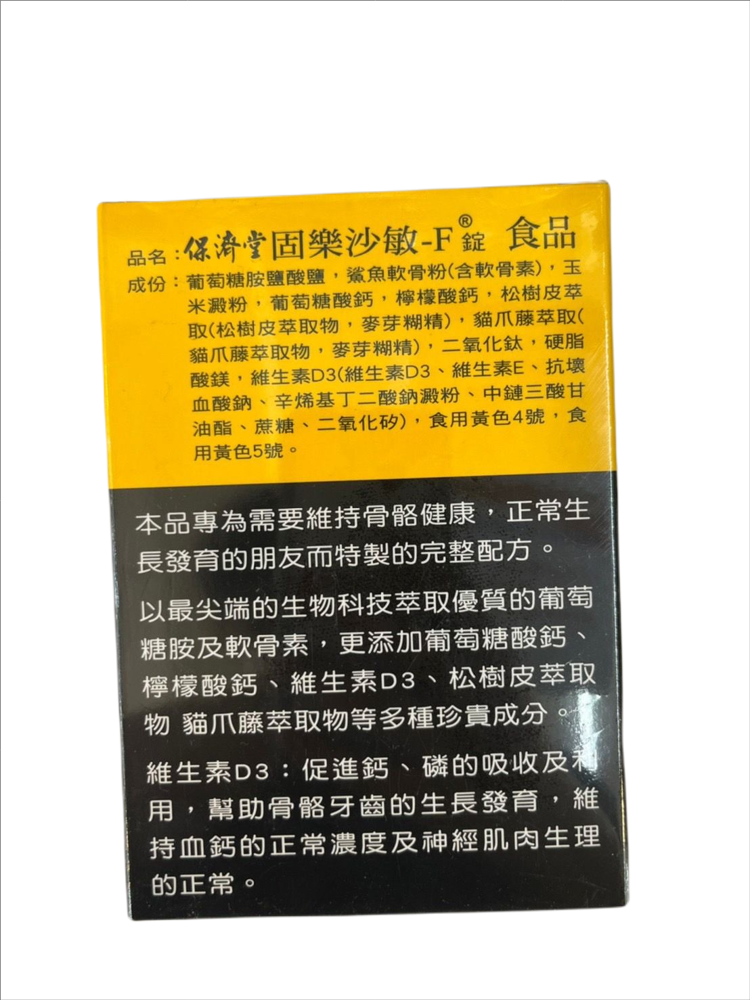 品名：保濟堂固樂沙敏-F®錠 食品
成份：葡萄糖胺鹽酸鹽，鯊魚軟骨粉(含軟骨素)，玉
米澱粉，葡萄糖酸鈣，檸檬酸鈣，松樹皮萃
取(松樹皮萃取物，麥芽糊精)，貓爪藤萃取(
貓爪藤萃取物，麥芽糊精)，二氧化鈦，硬脂
酸鎂，維生素D3(維生素D3、維生素E、抗壞
血酸鈉、辛烯基丁二酸鈉澱粉、中鏈三酸甘
油酯、蔗糖、二氧化矽)，食用黃色4號，食
用黃色5號。
本品專為需要維持骨骼健康，正常生
長發育的朋友而特製的完整配方。
以最尖端的生物科技萃取優質的葡萄
糖胺及軟骨素，更添加葡萄糖酸鈣、
檸檬酸鈣、維生素D3、松樹皮萃取
物 貓爪藤萃取物等多種珍貴成分。
維生素D3：促進鈣、磷的吸收及利
用，幫助骨骼牙齒的生長發育，維
持血鈣的正常濃度及神經肌肉生理
的正常。